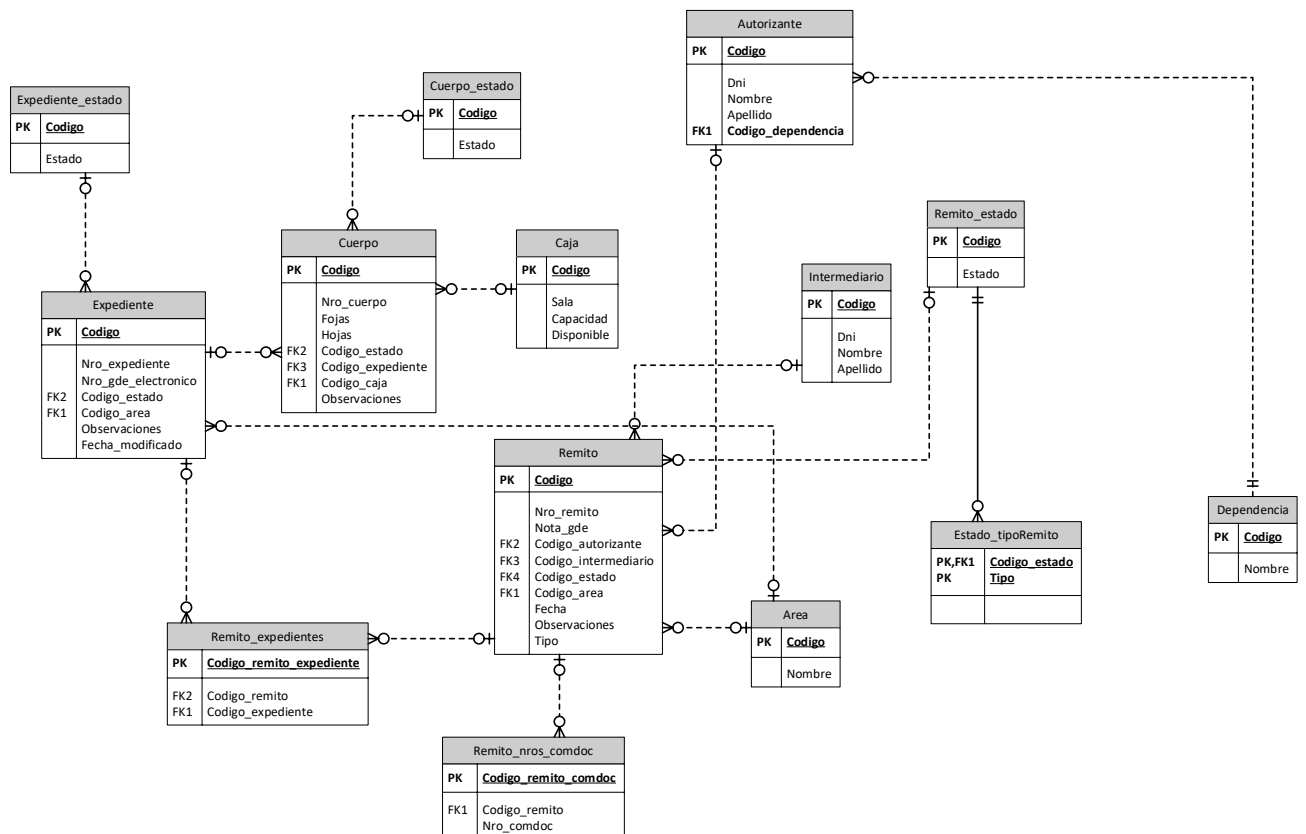 Autorizante
PK Codigo
Dni
Nombre
Apellido
FK1 Codigo_dependencia
Expediente_estado
PK Codigo
Estado
Cuerpo_estado
PK Codigo
Estado
Remito_estado
PK Codigo
Estado
Cuerpo
PK Codigo
Nro_cuerpo
Fojas
Hojas
FK2 Codigo_estado
FK3 Codigo_expediente
FK1 Codigo_caja
Observaciones
Caja
PK Codigo
Sala
Capacidad
Disponible
Intermediario
PK Codigo
Dni
Nombre
Apellido
Expediente
PK Codigo
Nro_expediente
Nro_gde_electronico
FK2 Codigo_estado
FK1 Codigo_area
Observaciones
Fecha_modificado
Remito
PK Codigo
Nro_remito
Nota_gde
FK2 Codigo_autorizante
FK3 Codigo_intermediario
FK4 Codigo_estado
FK1 Codigo_area
Fecha
Observaciones
Tipo
Dependencia
PK Codigo
Nombre
Estado_tipoRemito
PK,FK1 Codigo_estado
PK Tipo
Area
PK Codigo
Nombre
Remito_expedientes
PK Codigo_remito_expediente
FK2 Codigo_remito
FK1 Codigo_expediente
Remito_nros_comdoc
PK Codigo_remito_comdoc
FK1 Codigo_remito
Nro_comdoc